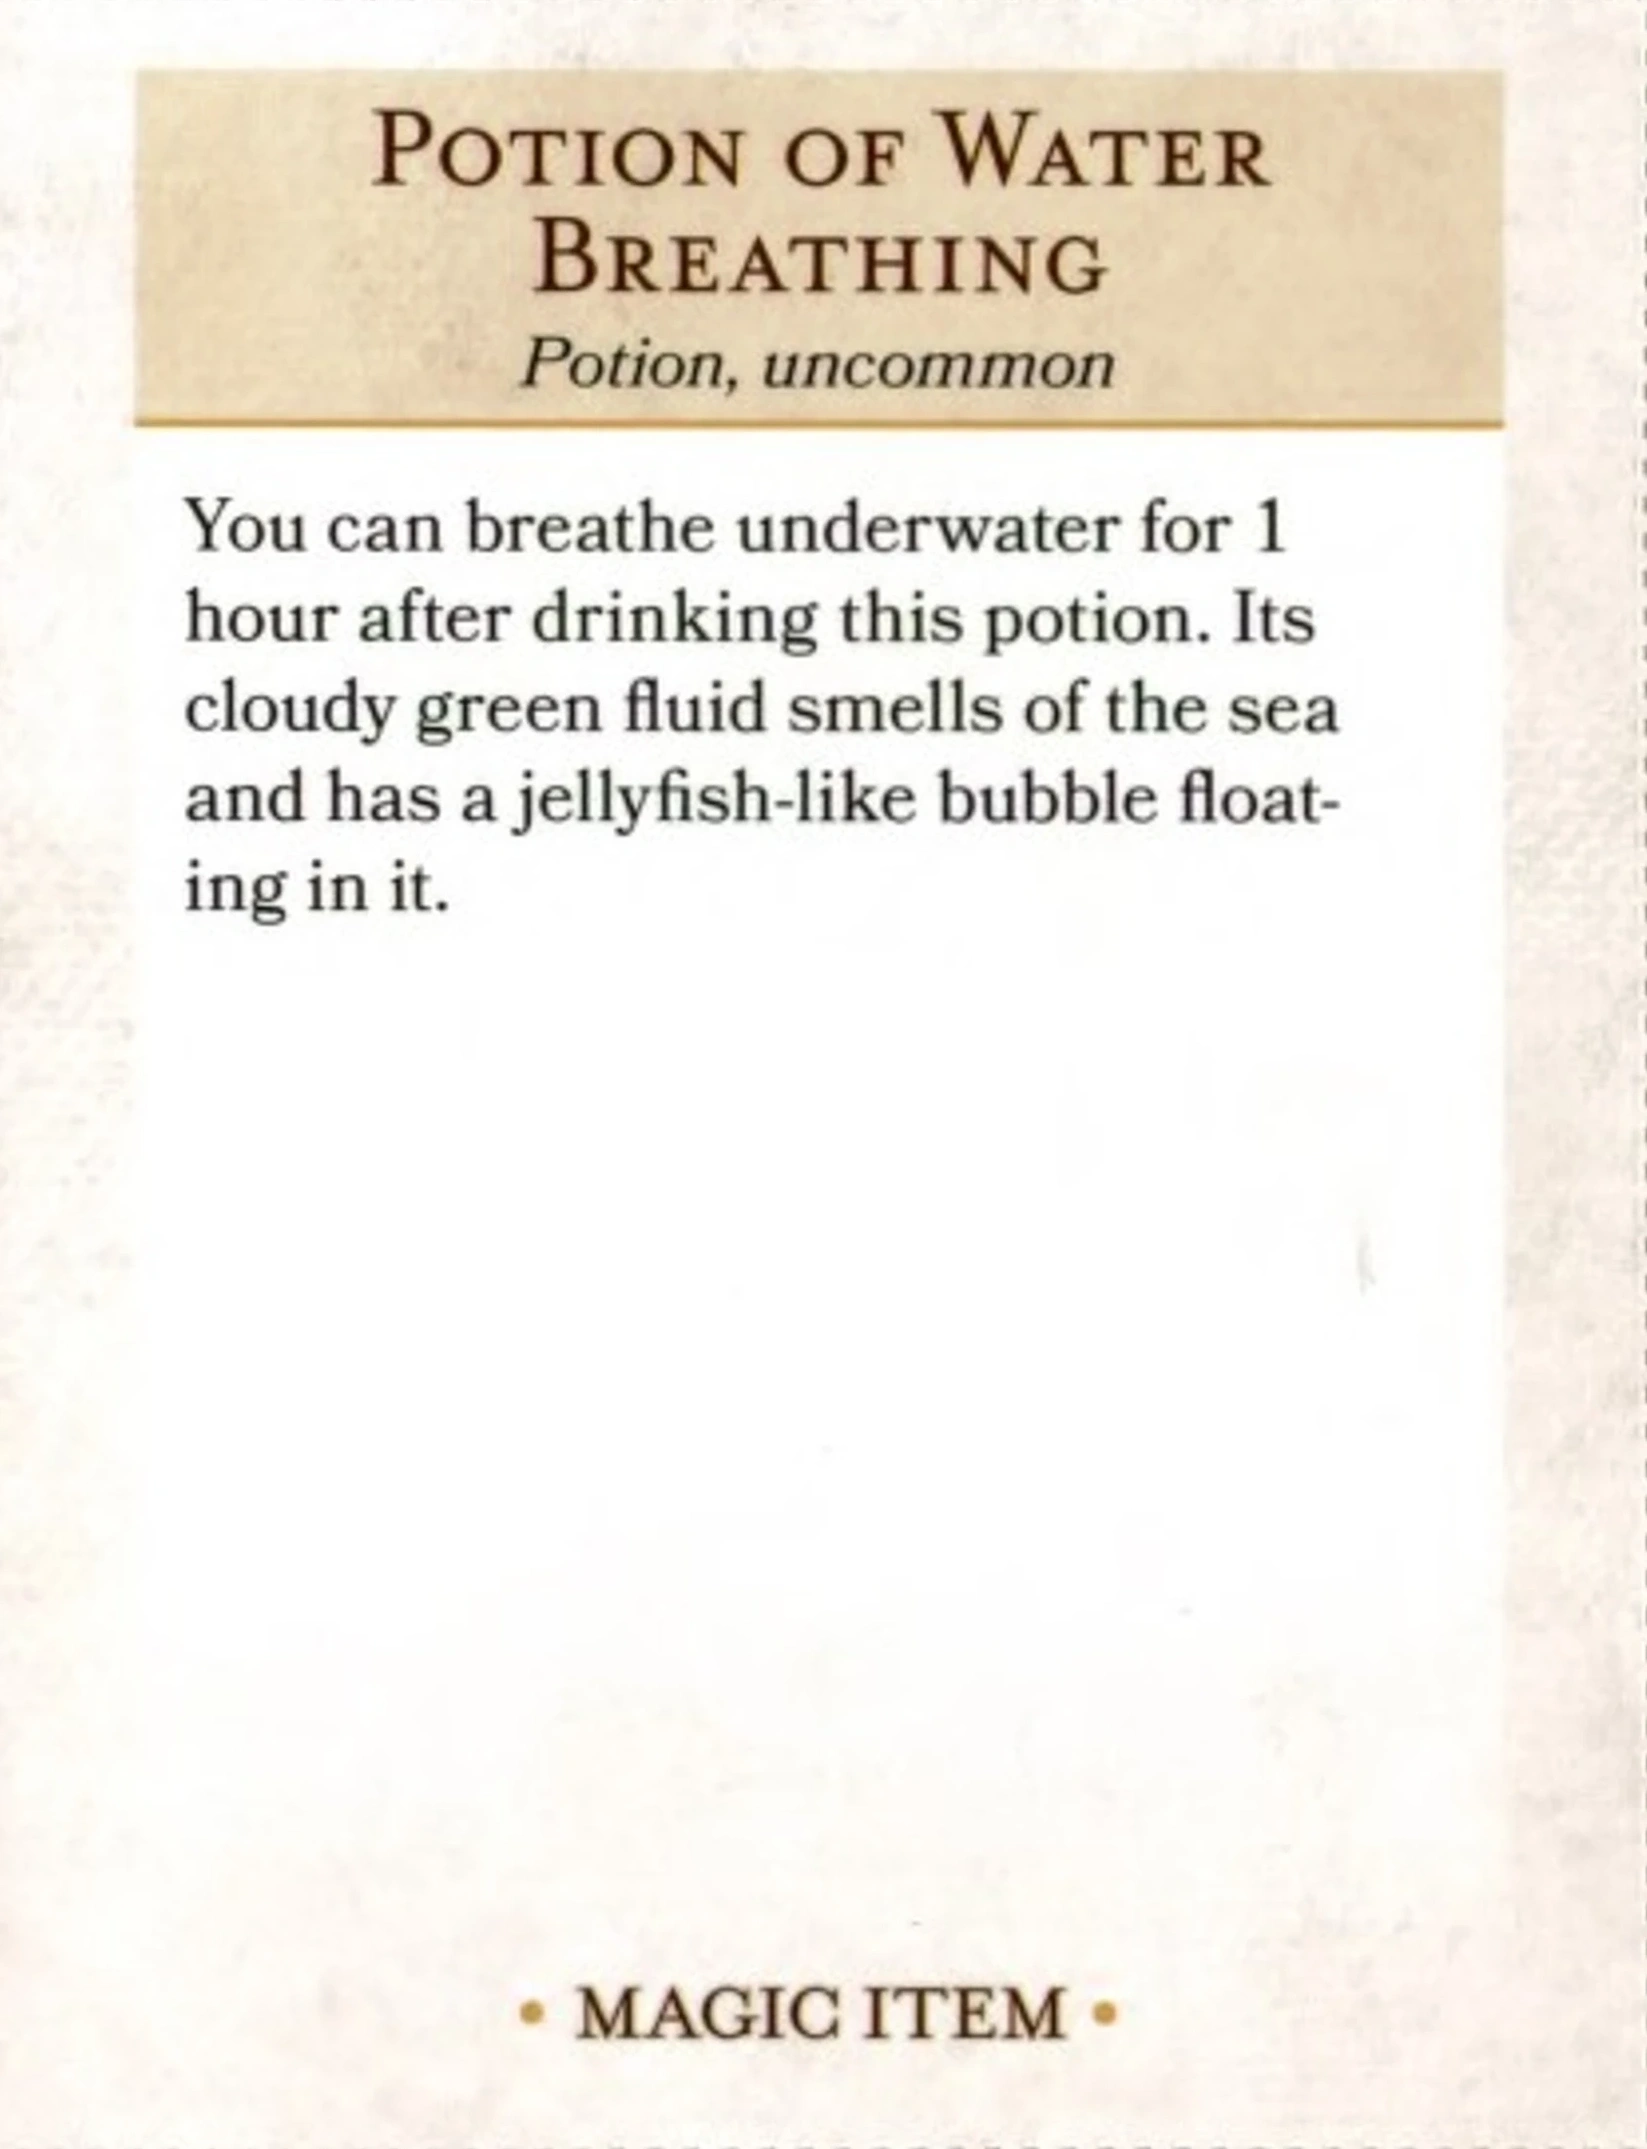 Potion of Water
Breathing
Potion, uncommon
You can breathe underwater for 1
hour after drinking this potion. Its
cloudy green fluid smells of the sea
and has a jellyfish-like bubble float-
ing in it.
• MAGIC ITEM •